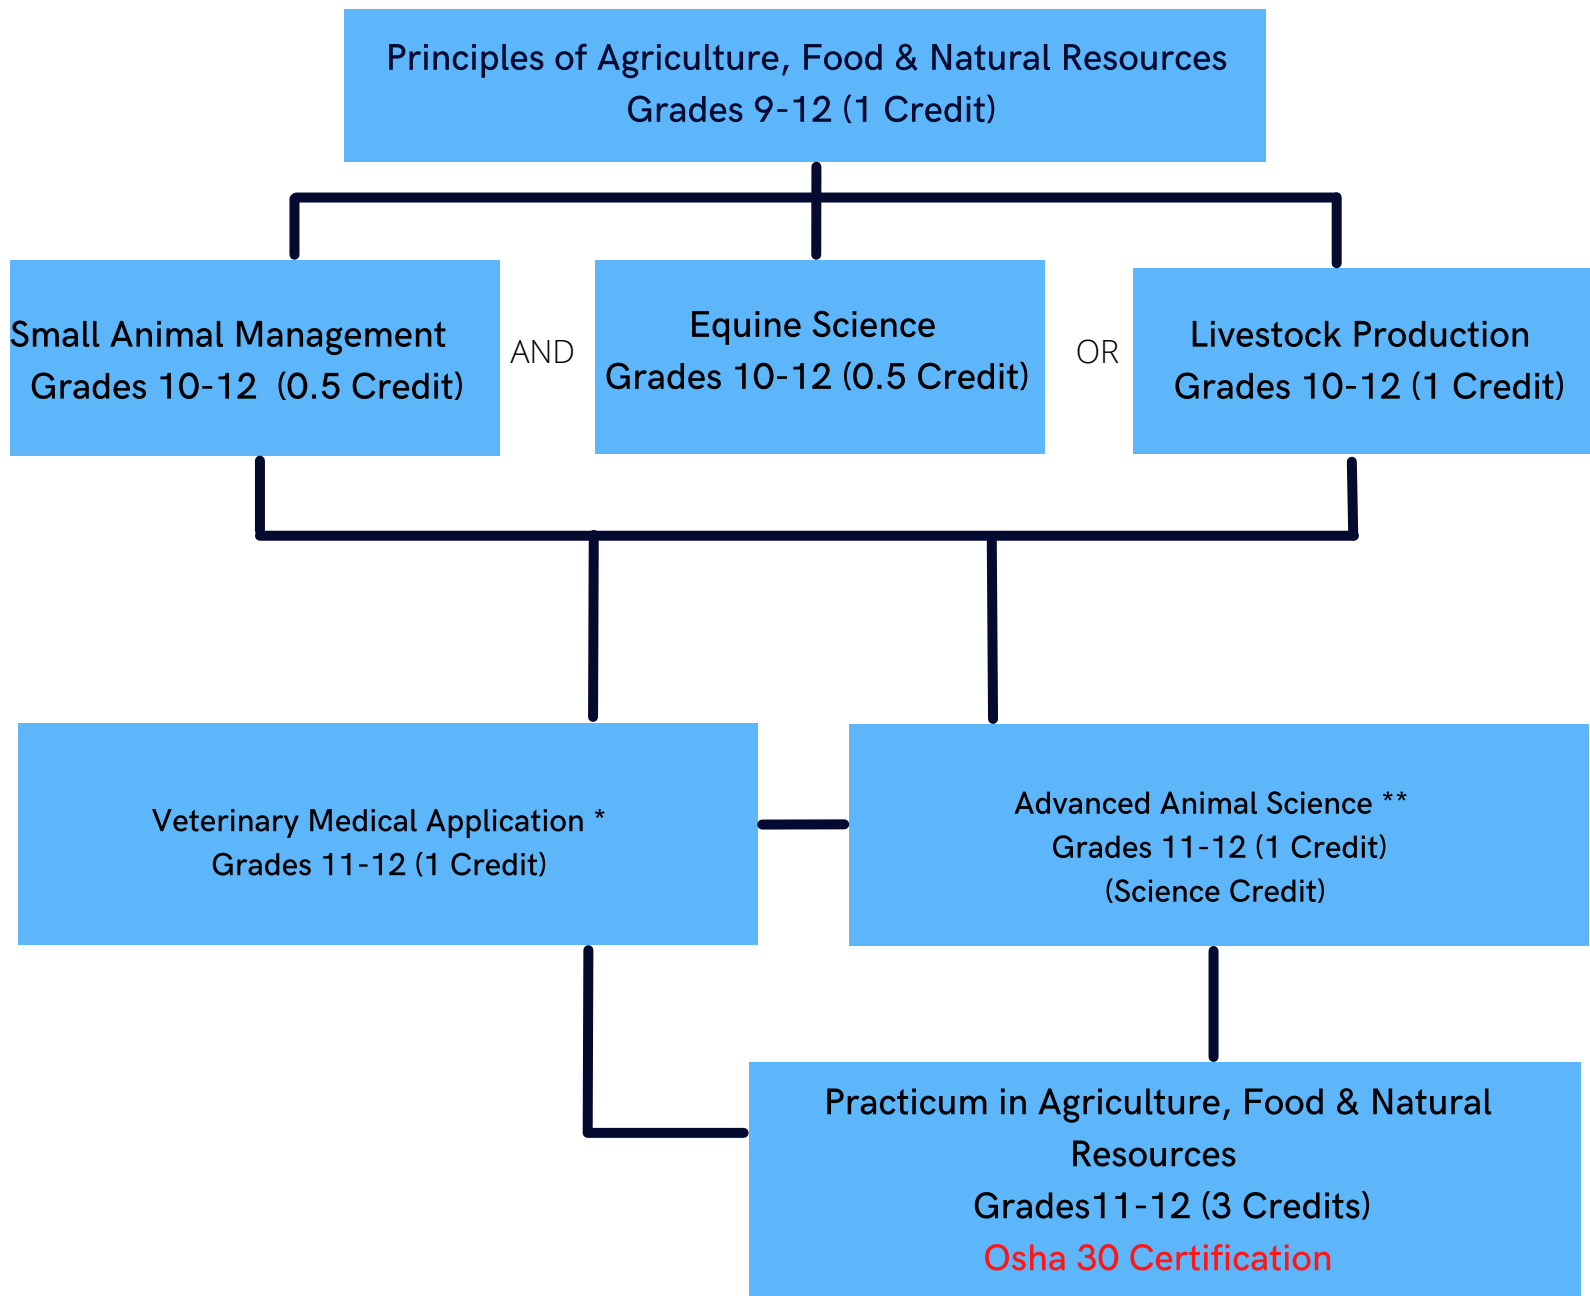 Principles of Agriculture, Food & Natural Resources
Grades 9-12 (1 Credit)
Small Animal Management
Grades 10-12 (0.5 Credit)
AND
Equine Science
Grades 10-12 (0.5 Credit)
OR
Livestock Production
Grades 10-12 (1 Credit)
Veterinary Medical Application *
Grades 11-12 (1 Credit)
Advanced Animal Science **
Grades 11-12 (1 Credit)
(Science Credit)
Practicum in Agriculture, Food & Natural
Resources
Grades11-12 (3 Credits)
Osha 30 Certification